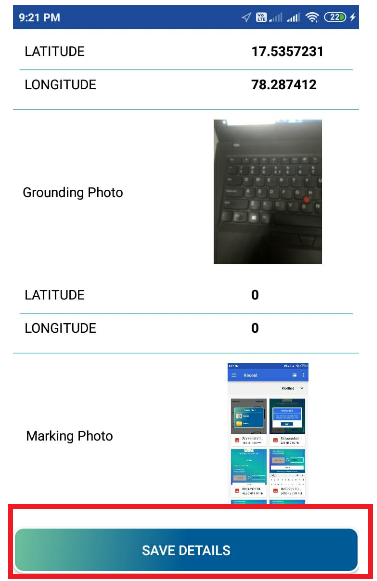 9:21 PM
22
LATITUDE 17.5357231
LONGITUDE 78.287412
Grounding Photo
LATITUDE 0
LONGITUDE 0
Recent
Marking Photo
SAVE DETAILS